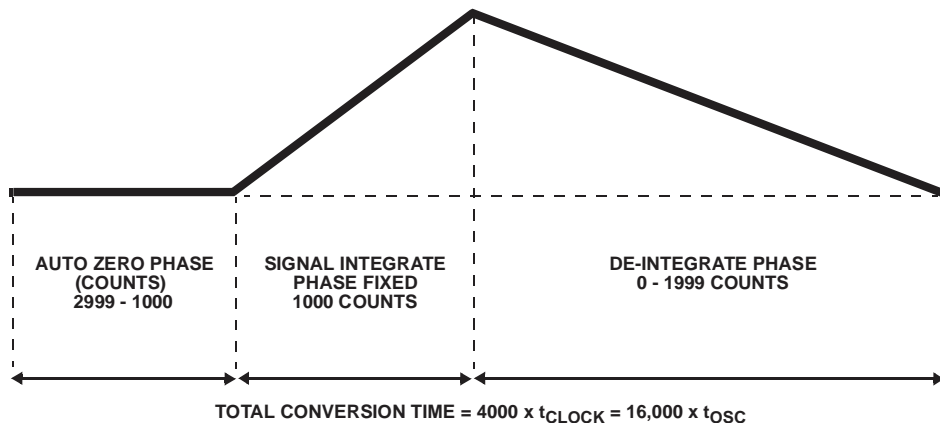 AUTO ZERO PHASE
(COUNTS)
2999 - 1000
SIGNAL INTEGRATE
PHASE FIXED
1000 COUNTS
DE-INTEGRATE PHASE
0 - 1999 COUNTS
TOTAL CONVERSION TIME = 4000 x tCLOCK = 16,000 x tOSC